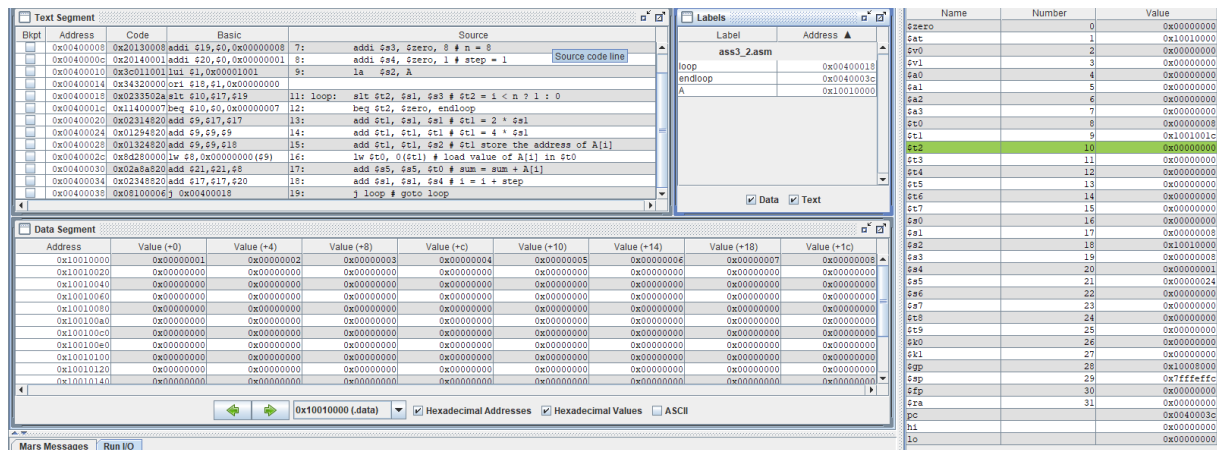 Text Segment
Bkpt Address Code Basic Source
0x00400008 0x20130008 addi $19,$0,0x00000008 7: addi $s3, $zero, 8 # n = 8
0x0040000c 0x20140001 addi $20,$0,0x00000001 8: addi $s4, $zero, 1 # step = 1
0x00400010 0x3c011001 lui $1,0x00001001 9: la $s2, A
0x00400014 0x34320000 ori $18,$1,0x00000000
0x00400018 0x0233502a slt $10,$17,$19 11: loop: slt $t2, $s1, $s3 # $t2 = i < n ? 1 : 0
0x0040001c 0x11400007 beq $10,$0,0x00000007 12: beq $t2, $zero, endloop
0x00400020 0x02314820 add $9,$17,$17 13: add $t1, $s1, $s1 # $t1 = 2 * $s1
0x00400024 0x01294820 add $9,$9,$9 14: add $t1, $t1, $t1 # $t1 = 4 * $s1
0x00400028 0x01324820 add $9,$9,$18 15: add $t1, $t1, $s2 # $t1 store the address of A[i]
0x0040002c 0x8d280000 lw $8,0x00000000($9) 16: lw $t0, 0($t1) # load value of A[i] in $t0
0x00400030 0x02a8a820 add $21,$21,$8 17: add $s5, $s5, $t0 # sum = sum + A[i]
0x00400034 0x02348820 add $17,$17,$20 18: add $s1, $s1, $s4 # i = i + step
0x00400038 0x08100006 j 0x00400018 19: j loop # goto loop
Source code line
Labels
Label Address ▲
ass3_2.asm
loop 0x00400018
endloop 0x0040003c
A 0x10010000
Data Text
Data Segment
Address Value (+0) Value (+4) Value (+8) Value (+c) Value (+10) Value (+14) Value (+18) Value (+1c)
0x10010000 0x00000001 0x00000002 0x00000003 0x00000004 0x00000005 0x00000006 0x00000007 0x00000008
0x10010020 0x00000000 0x00000000 0x00000000 0x00000000 0x00000000 0x00000000 0x00000000 0x00000000
0x10010040 0x00000000 0x00000000 0x00000000 0x00000000 0x00000000 0x00000000 0x00000000 0x00000000
0x10010060 0x00000000 0x00000000 0x00000000 0x00000000 0x00000000 0x00000000 0x00000000 0x00000000
0x10010080 0x00000000 0x00000000 0x00000000 0x00000000 0x00000000 0x00000000 0x00000000 0x00000000
0x100100a0 0x00000000 0x00000000 0x00000000 0x00000000 0x00000000 0x00000000 0x00000000 0x00000000
0x100100c0 0x00000000 0x00000000 0x00000000 0x00000000 0x00000000 0x00000000 0x00000000 0x00000000
0x100100e0 0x00000000 0x00000000 0x00000000 0x00000000 0x00000000 0x00000000 0x00000000 0x00000000
0x10010100 0x00000000 0x00000000 0x00000000 0x00000000 0x00000000 0x00000000 0x00000000 0x00000000
0x10010120 0x00000000 0x00000000 0x00000000 0x00000000 0x00000000 0x00000000 0x00000000 0x00000000
0x10010140 0x00000000 0x00000000 0x00000000 0x00000000 0x00000000 0x00000000 0x00000000 0x00000000
0x10010000 (.data) Hexadecimal Addresses Hexadecimal Values ASCII
Mars Messages Run I/O
Name Number Value
$zero 0 0x00000000
$at 1 0x10010000
$v0 2 0x00000000
$v1 3 0x00000000
$a0 4 0x00000000
$a1 5 0x00000000
$a2 6 0x00000000
$a3 7 0x00000000
$t0 8 0x00000008
$t1 9 0x1001001c
$t2 10 0x00000000
$t3 11 0x00000000
$t4 12 0x00000000
$t5 13 0x00000000
$t6 14 0x00000000
$t7 15 0x00000000
$s0 16 0x00000000
$s1 17 0x00000008
$s2 18 0x10010000
$s3 19 0x00000008
$s4 20 0x00000001
$s5 21 0x00000024
$s6 22 0x00000000
$s7 23 0x00000000
$t8 24 0x00000000
$t9 25 0x00000000
$k0 26 0x00000000
$k1 27 0x00000000
$gp 28 0x10008000
$sp 29 0x7fffeffc
$fp 30 0x00000000
$ra 31 0x00000000
pc 0x0040003c
hi 0x00000000
lo 0x00000000